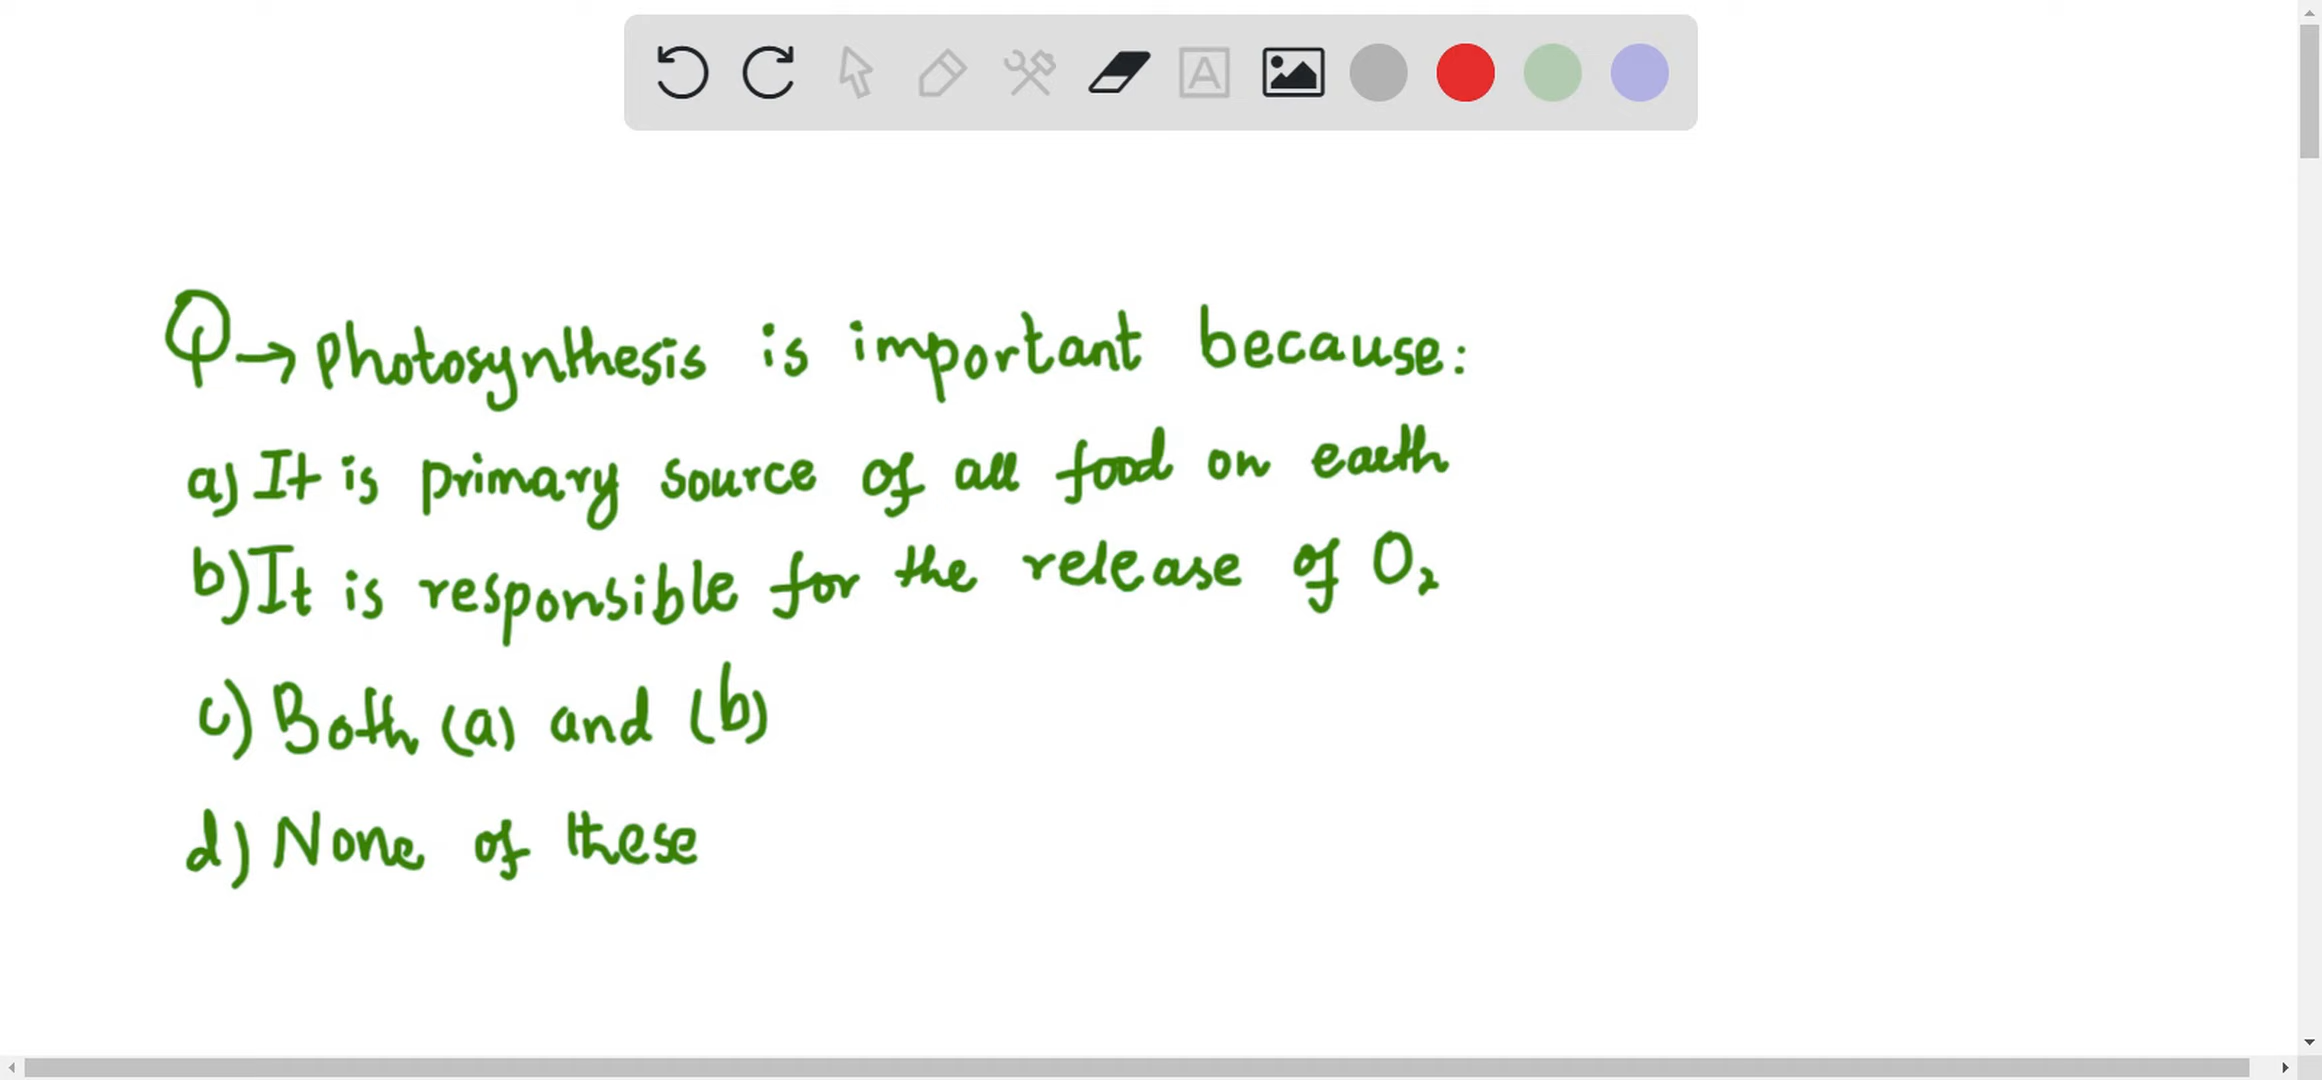 A
Q→ Photosynthesis is important because:
a) It is primary source of all food on earth
b) It is responsible for the release of O₂
c) Both (a) and (b)
d) None of these